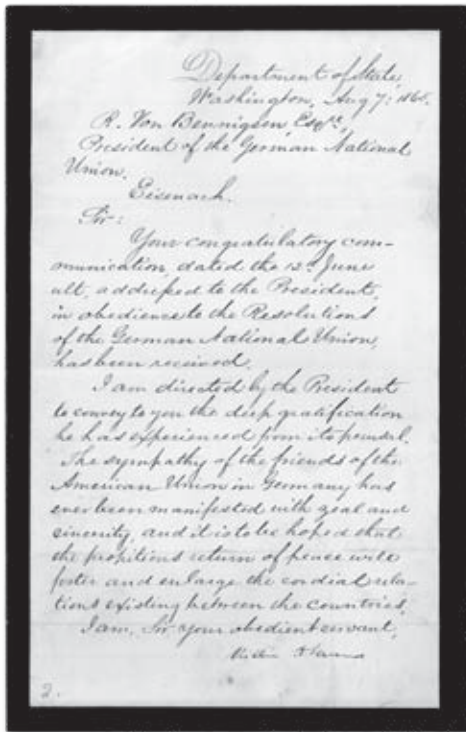 Department of State
Washington, Aug 7: 1865.
R. Von Bennigsen, Esqre,
President of the German National
Union.
Eisenach.
Sir:
Your congratulatory com-
munication, dated the 12th June
ult. addressed to the President,
in obedience to the Resolutions
of the German National Union,
has been received.
I am directed by the President
to convey to you the deep gratification
he has experienced from its perusal.
The sympathy of the friends of the
American Union in Germany has
ever been manifested with zeal and
sincerity, and it is to be hoped that
the propitious return of peace will
foster and enlarge the cordial rela-
tions existing between the countries.
I am, Sir, your obedient servant,
2.